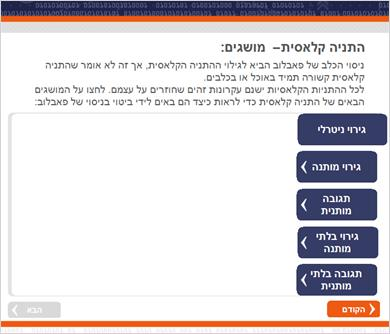 התניה קלאסית– מושגים:
ניסוי הכלב של פאבלוב הביא לגילוי ההתניה הקלאסית, אך זה לא אומר שהתניה
קלאסית קשורה תמיד באוכל או בכלבים.
לכל ההתניות הקלאסיות ישנם עקרונות זהים שחוזרים על עצמם. לחצו על המושגים
הבאים של התניה קלאסית כדי לראות כיצד הם באים לידי ביטוי בניסוי של פאבלוב:
גירוי ניטרלי
גירוי מותנה
תגובה
מותנית
גירוי בלתי
מותנה
תגובה בלתי
מותנית
הקודם
הבא